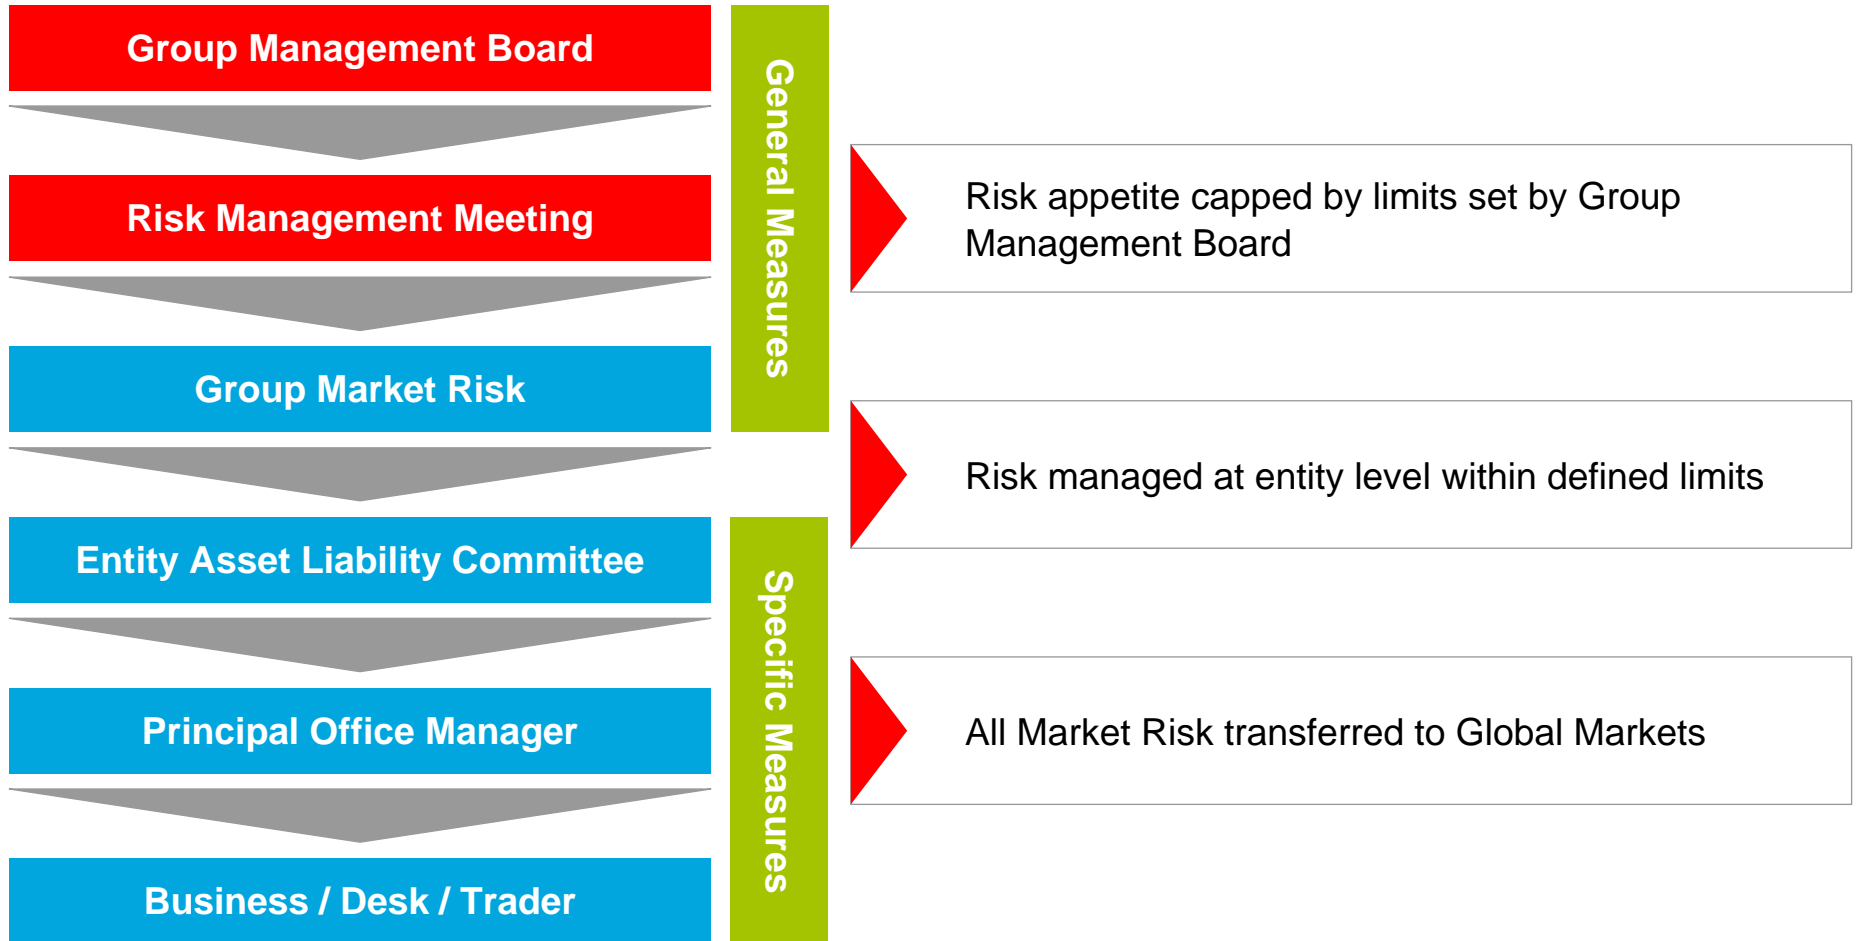 Group Management Board
Risk Management Meeting
Group Market Risk
Entity Asset Liability Committee
Principal Office Manager
Business / Desk / Trader
General Measures
Specific Measures
Risk appetite capped by limits set by Group
Management Board
Risk managed at entity level within defined limits
All Market Risk transferred to Global Markets